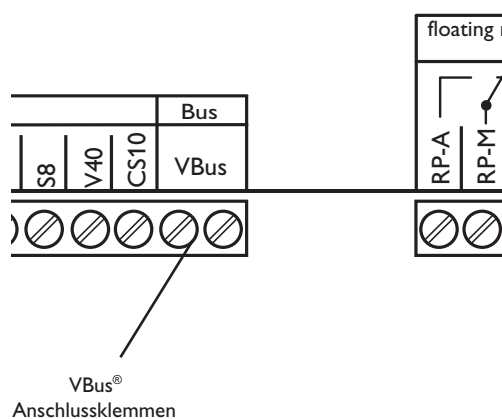 floating
Bus
S8
V40
CS10
VBus
RP-A
RP-M
VBus®
Anschlussklemmen